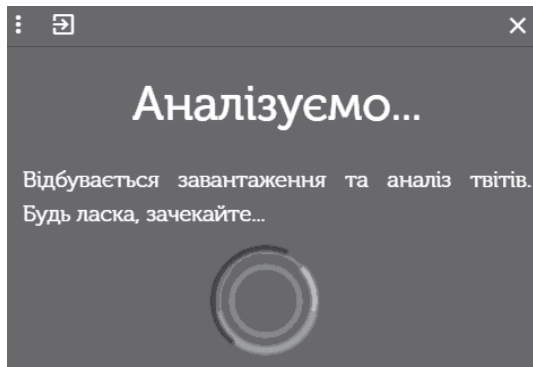 Аналізуємо...
Відбувається завантаження та аналіз твітів.
Будь ласка, зачекайте...